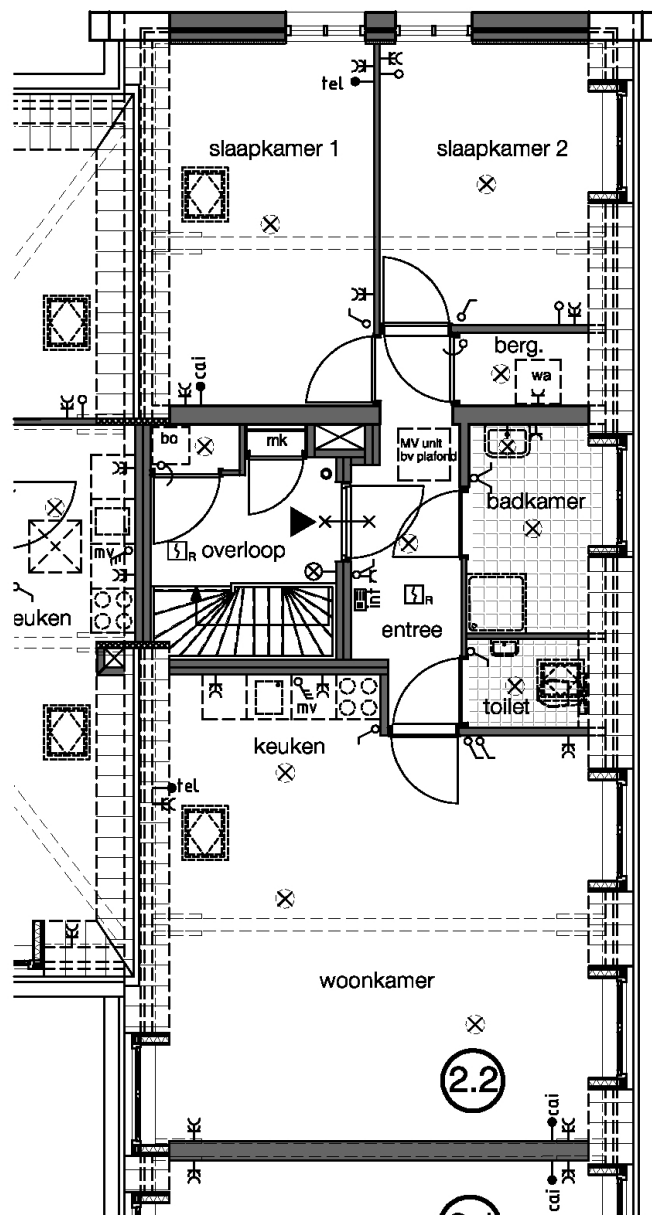 tel
slaapkamer 1
slaapkamer 2
berg.
cai
wa
bo
mk
MV unit
bv plafond
badkamer
mv
R overloop
R
int
euken
entree
toilet
mv
keuken
tel
woonkamer
2.2
cai
cai